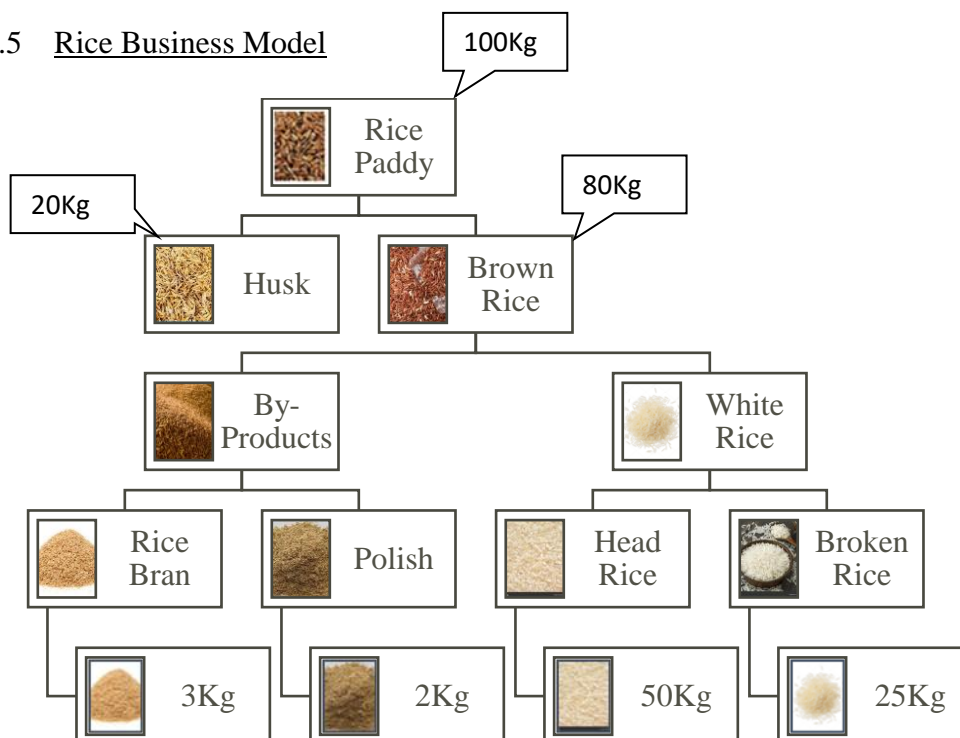 .5 Rice Business Model
100Kg
Rice
Paddy
20Kg
80Kg
Husk
Brown
Rice
By-
Products
White
Rice
Rice
Bran
Polish
Head
Rice
Broken
Rice
3Kg
2Kg
50Kg
25Kg